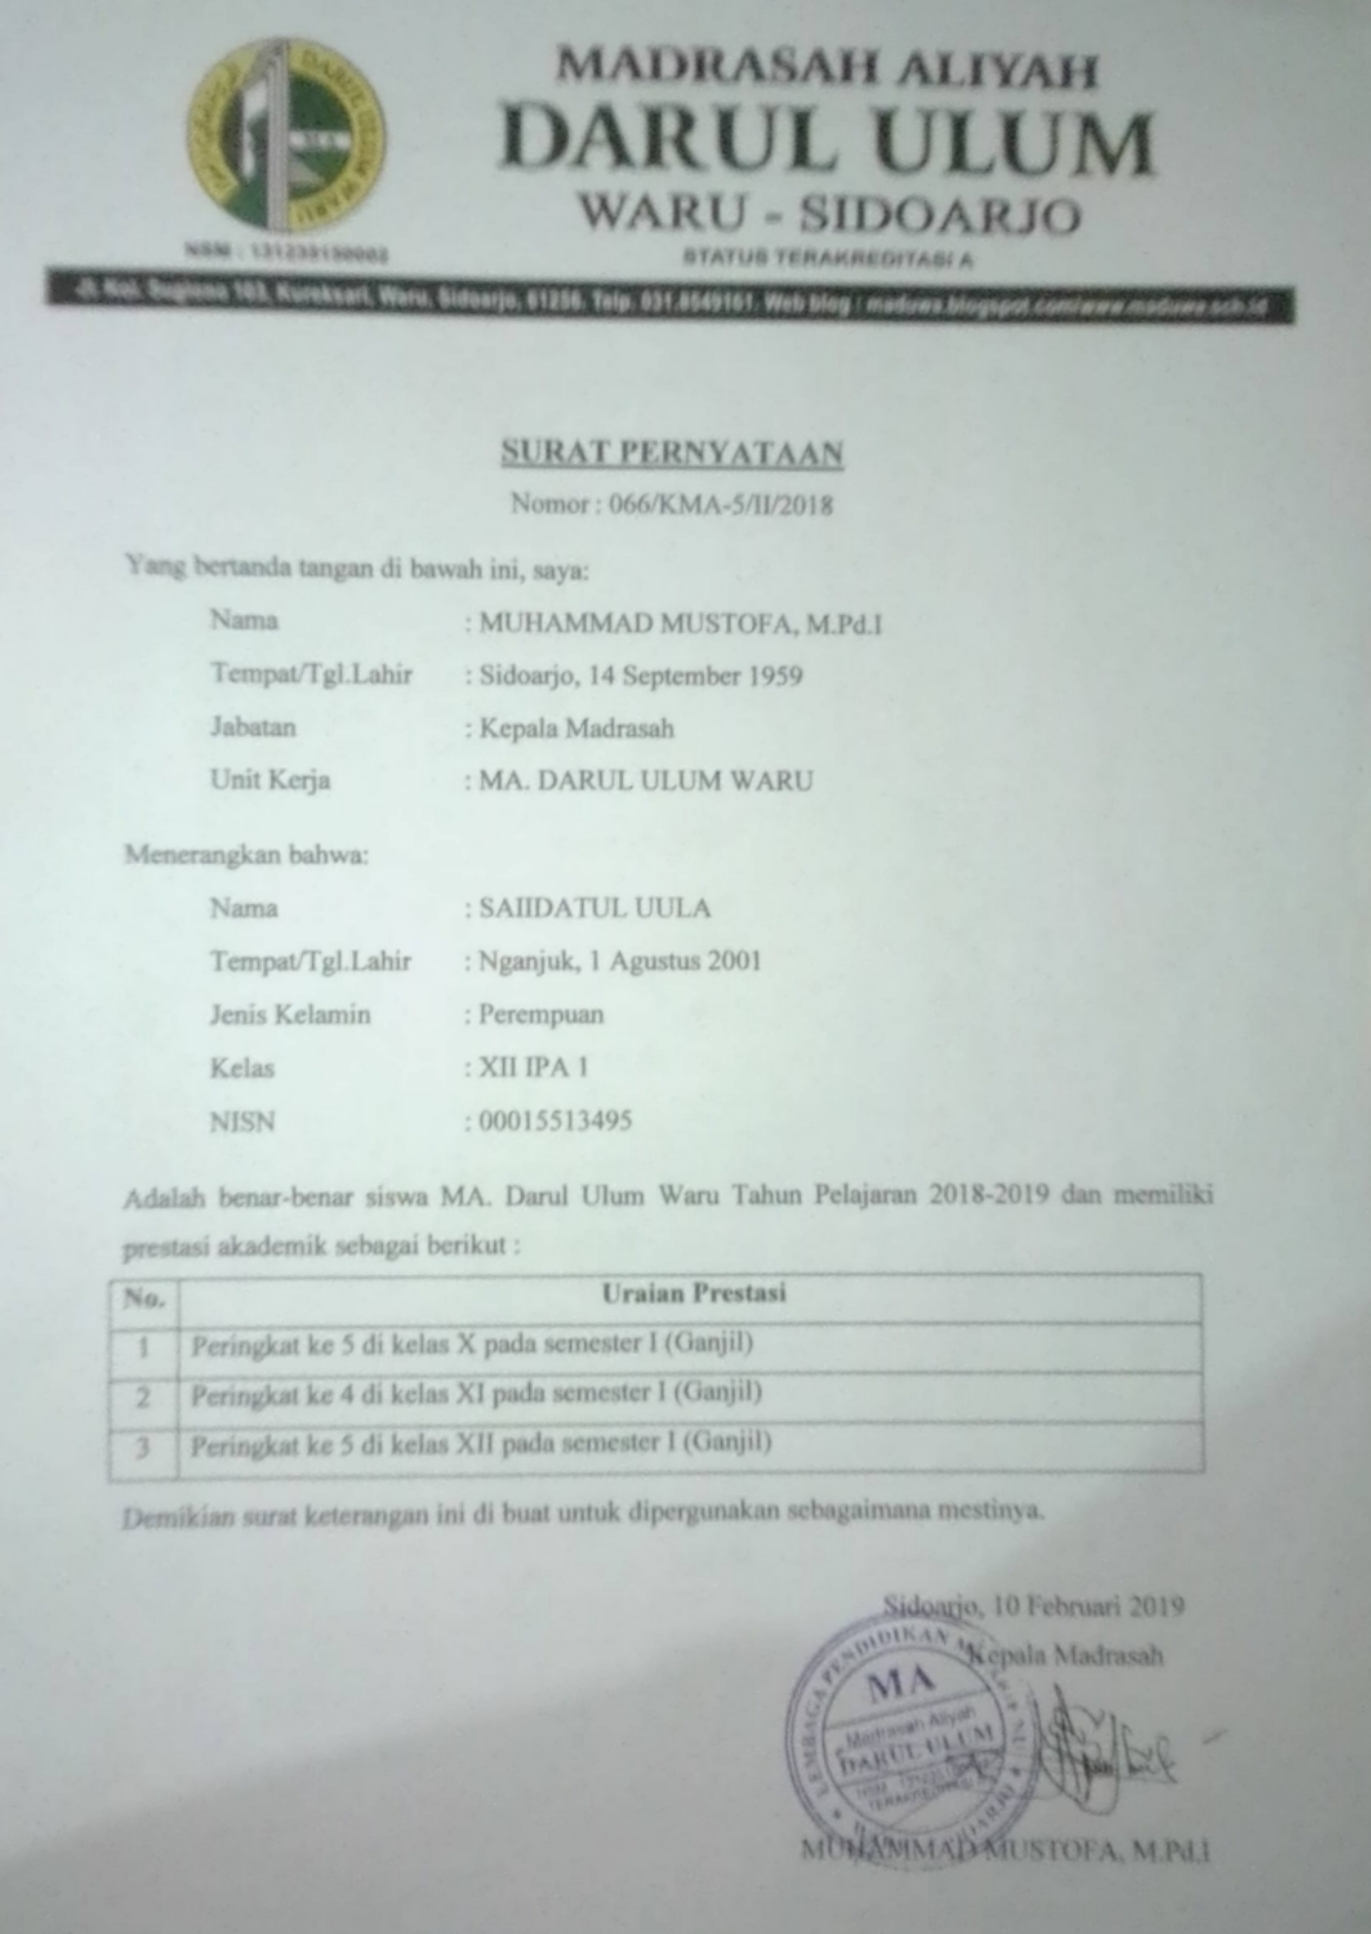 MADRASAH ALIYAH
DARUL ULUM
WARU - SIDOARJO
STATUS TERAKREDITASI A
DARUL ULUM WARU
NSM : 131235150002
Jl. Kol. Sugiono 103, Kureksari, Waru, Sidoarjo, 61256. Telp. 031.8549161. Web blog : maduwa.blogspot.com/www.maduwa.sch.id
SURAT PERNYATAAN
Nomor : 066/KMA-5/II/2018
Yang bertanda tangan di bawah ini, saya:
Nama : MUHAMMAD MUSTOFA, M.Pd.I
Tempat/Tgl.Lahir : Sidoarjo, 14 September 1959
Jabatan : Kepala Madrasah
Unit Kerja : MA. DARUL ULUM WARU
Menerangkan bahwa:
Nama : SAIIDATUL UULA
Tempat/Tgl.Lahir : Nganjuk, 1 Agustus 2001
Jenis Kelamin : Perempuan
Kelas : XII IPA 1
NISN : 00015513495
Adalah benar-benar siswa MA. Darul Ulum Waru Tahun Pelajaran 2018-2019 dan memiliki
prestasi akademik sebagai berikut :
No. Uraian Prestasi
1 Peringkat ke 5 di kelas X pada semester I (Ganjil)
2 Peringkat ke 4 di kelas XI pada semester I (Ganjil)
3 Peringkat ke 5 di kelas XII pada semester I (Ganjil)
Demikian surat keterangan ini di buat untuk dipergunakan sebagaimana mestinya.
Sidoarjo, 10 Februari 2019
Kepala Madrasah
LEMBAGA PENDIDIKAN
MA
Madrasah Aliyah
DARUL ULUM
MUHAMMAD MUSTOFA, M.Pd.I